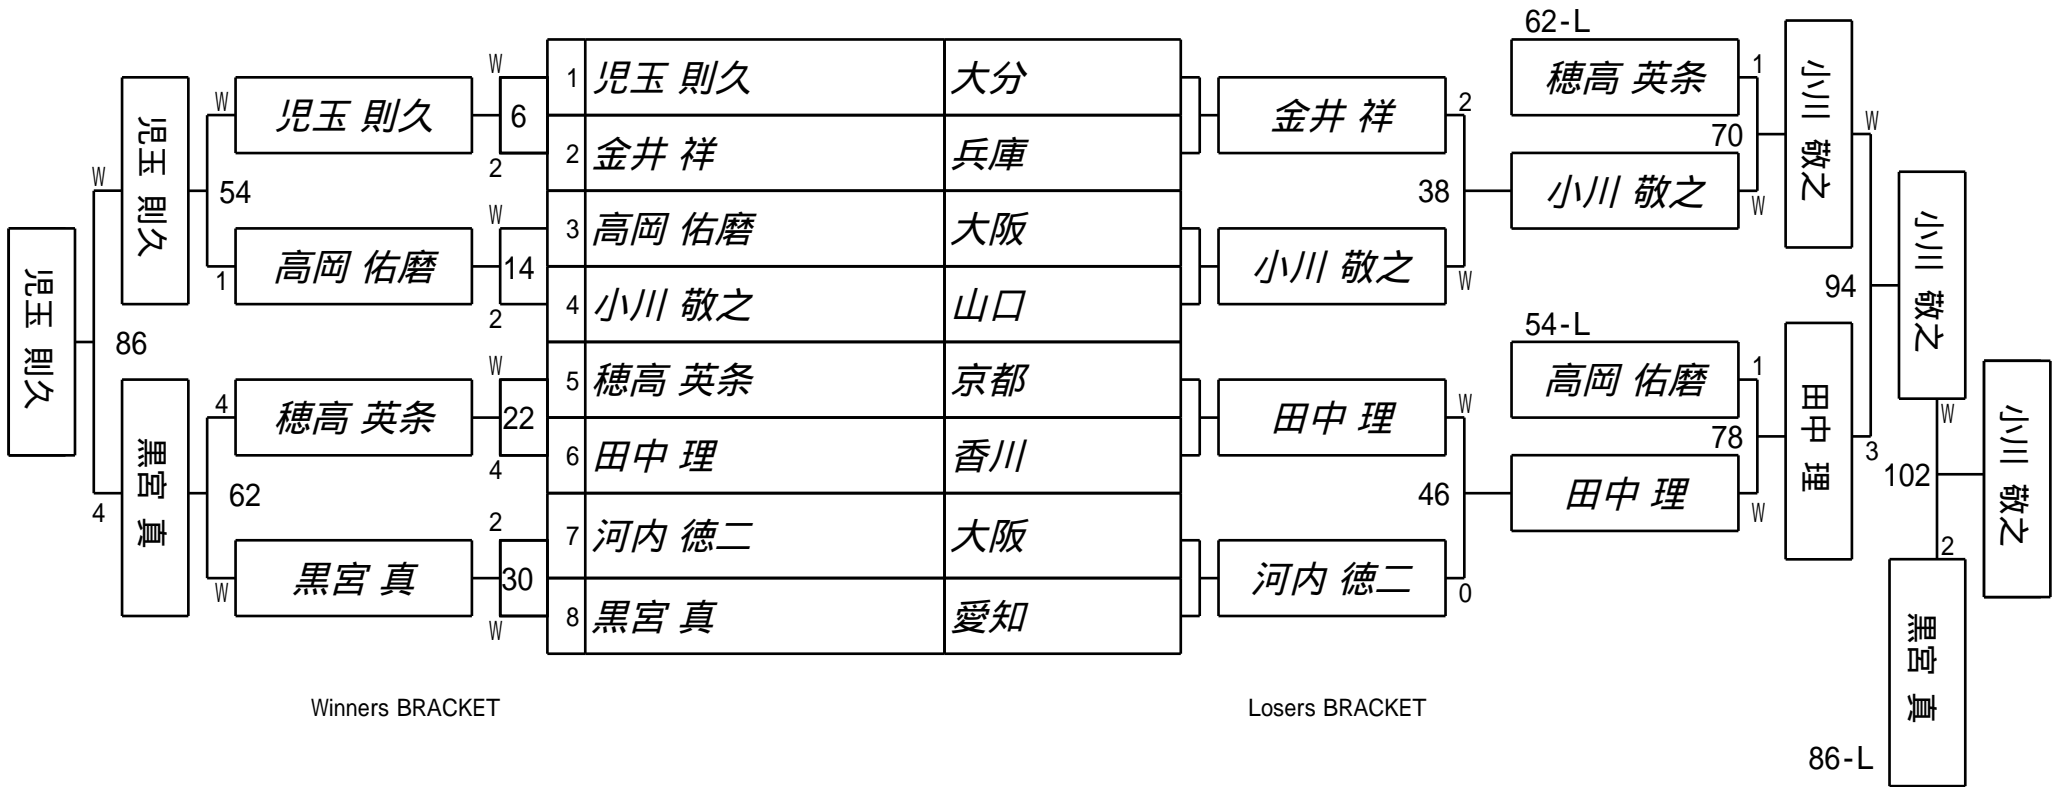 児玉 則久
W
86
4
児玉 則久
黒宮 真
W
54
1
4
62
W
児玉 則久
高岡 佑磨
穂高 英条
黒宮 真
W
6
2
W
14
2
W
22
4
2
30
W
1 児玉 則久 大分
2 金井 祥 兵庫
3 高岡 佑磨 大阪
4 小川 敬之 山口
5 穂高 英条 京都
6 田中 理 香川
7 河内 徳二 大阪
8 黒宮 真 愛知
金井 祥
小川 敬之
田中 理
河内 徳二
2
38
W
W
46
0
62-L
穂高 英条
小川 敬之
54-L
高岡 佑磨
田中 理
1
70
W
1
78
W
小川 敬之
田中 理
W
94
3
小川 敬之
W
102
2
黒宮 真
86-L
小川 敬之
Winners BRACKET
Losers BRACKET